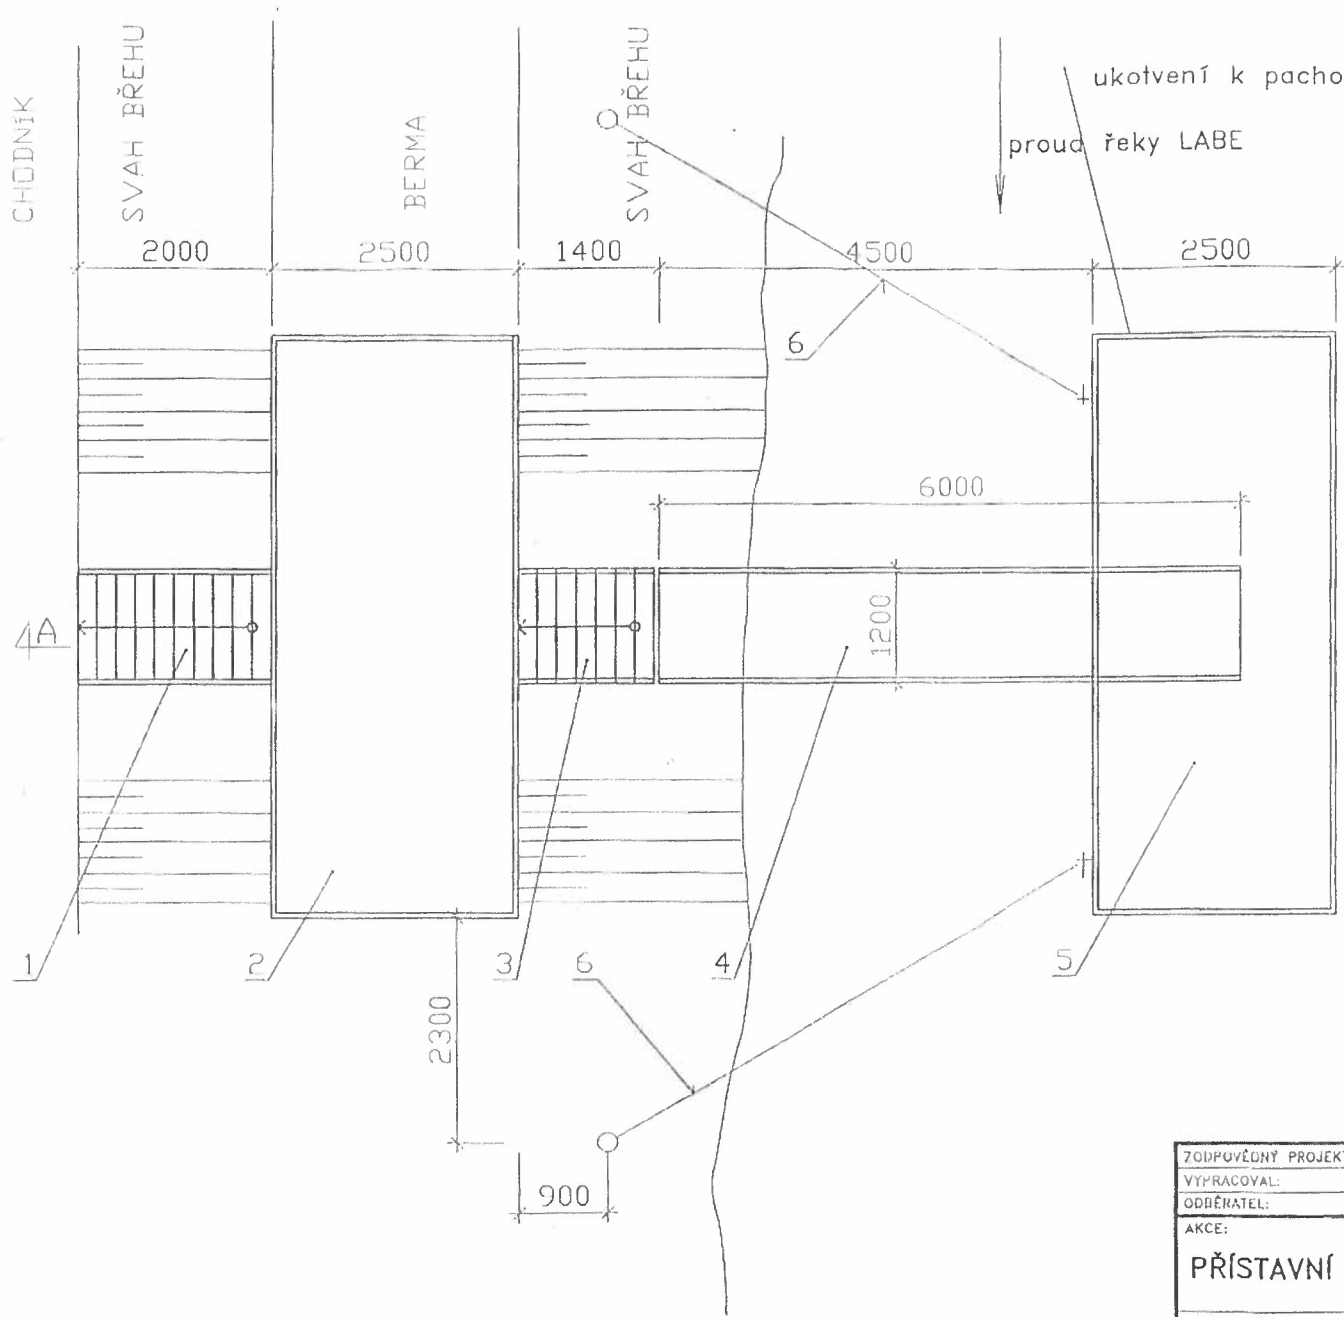 CHODNÍK
SVAH BŘEHU
BERMA
SVAH BŘEHU
ukotvení k pacho
proud řeky LABE
2000
2500
1400
4500
2500
6
6000
1200
4A
1
2
3
6
4
5
2300
900
ZODPOVĚDNÝ PROJEKT
VYPRACOVAL:
ODBĚRATEL:
AKCE:
PŘÍSTAVNÍ